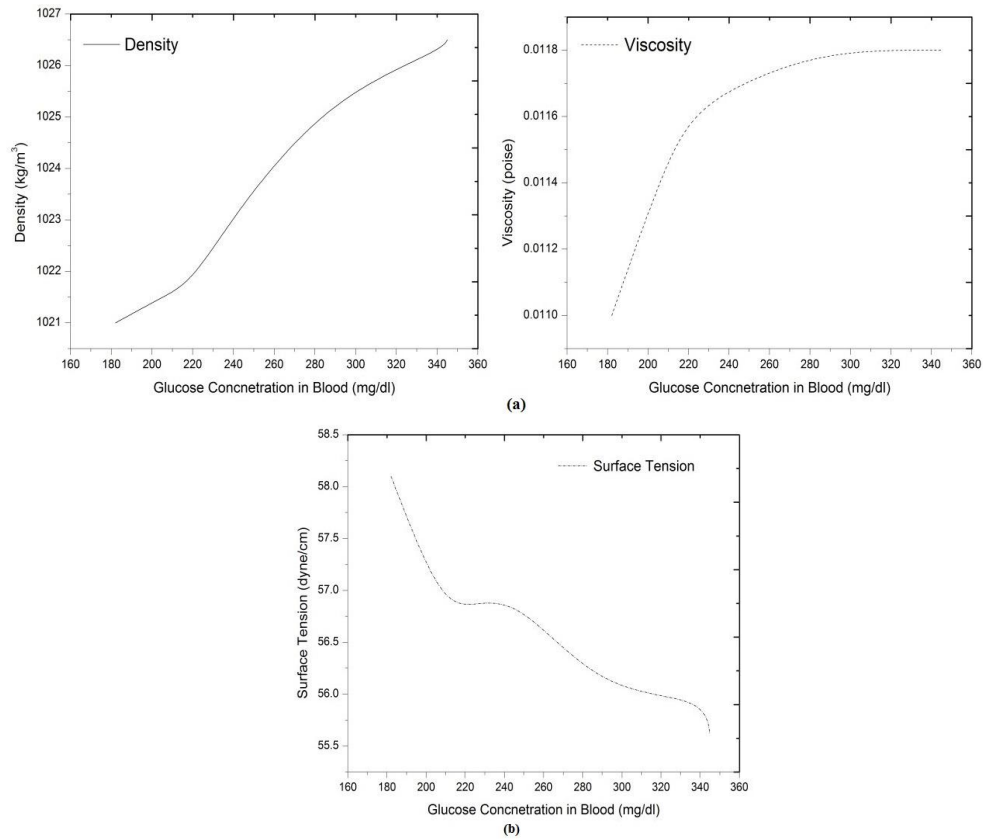 Density
Density (kg/m³)
1027
1026
1025
1024
1023
1022
1021
160 180 200 220 240 260 280 300 320 340 360
Glucose Concnetration in Blood (mg/dl)
Viscosity
Viscosity (poise)
0.0118
0.0116
0.0114
0.0112
0.0110
160 180 200 220 240 260 280 300 320 340 360
Glucose Concnetration in Blood (mg/dl)
(a)
Surface Tension
Surface Tension (dyne/cm)
58.5
58.0
57.5
57.0
56.5
56.0
55.5
160 180 200 220 240 260 280 300 320 340 360
Glucose Concnetration in Blood (mg/dl)
(b)